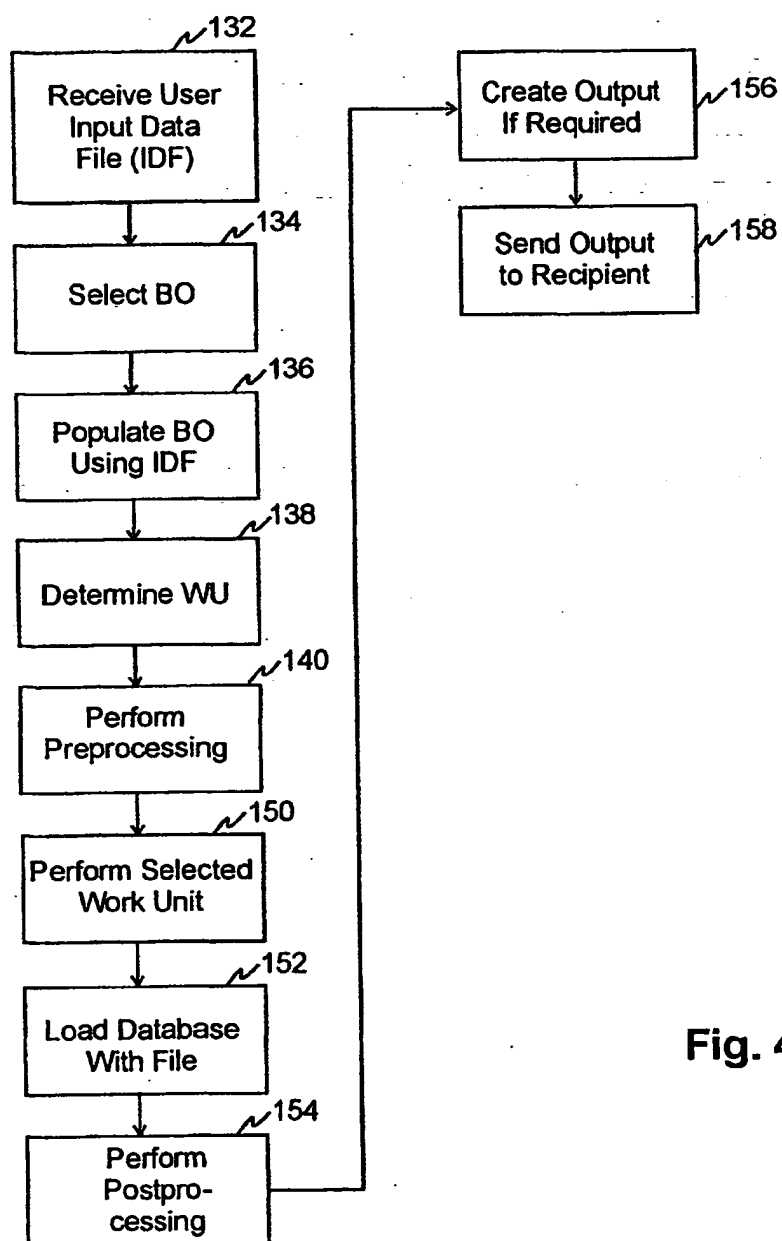 132
Receive User
Input Data
File (IDF)
134
Select BO
136
Populate BO
Using IDF
138
Determine WU
140
Perform
Preprocessing
150
Perform Selected
Work Unit
152
Load Database
With File
154
Perform
Postpro-
cessing
Create Output
If Required
156
Send Output
to Recipient
158
Fig. 4